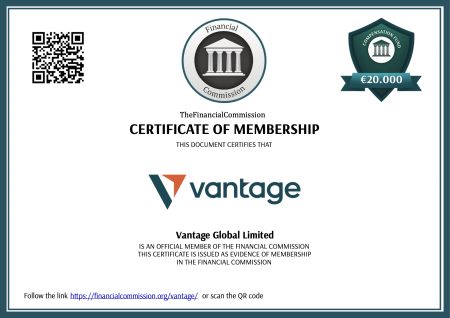 Financial
Commission
COMPENSATION FUND
€20.000
TheFinancialCommission
CERTIFICATE OF MEMBERSHIP
THIS DOCUMENT CERTIFIES THAT
vantage
Vantage Global Limited
IS AN OFFICIAL MEMBER OF THE FINANCIAL COMMISSION
THIS CERTIFICATE IS ISSUED AS EVIDENCE OF MEMBERSHIP
IN THE FINANCIAL COMMISSION
Follow the link https://financialcommission.org/vantage/ or scan the QR code